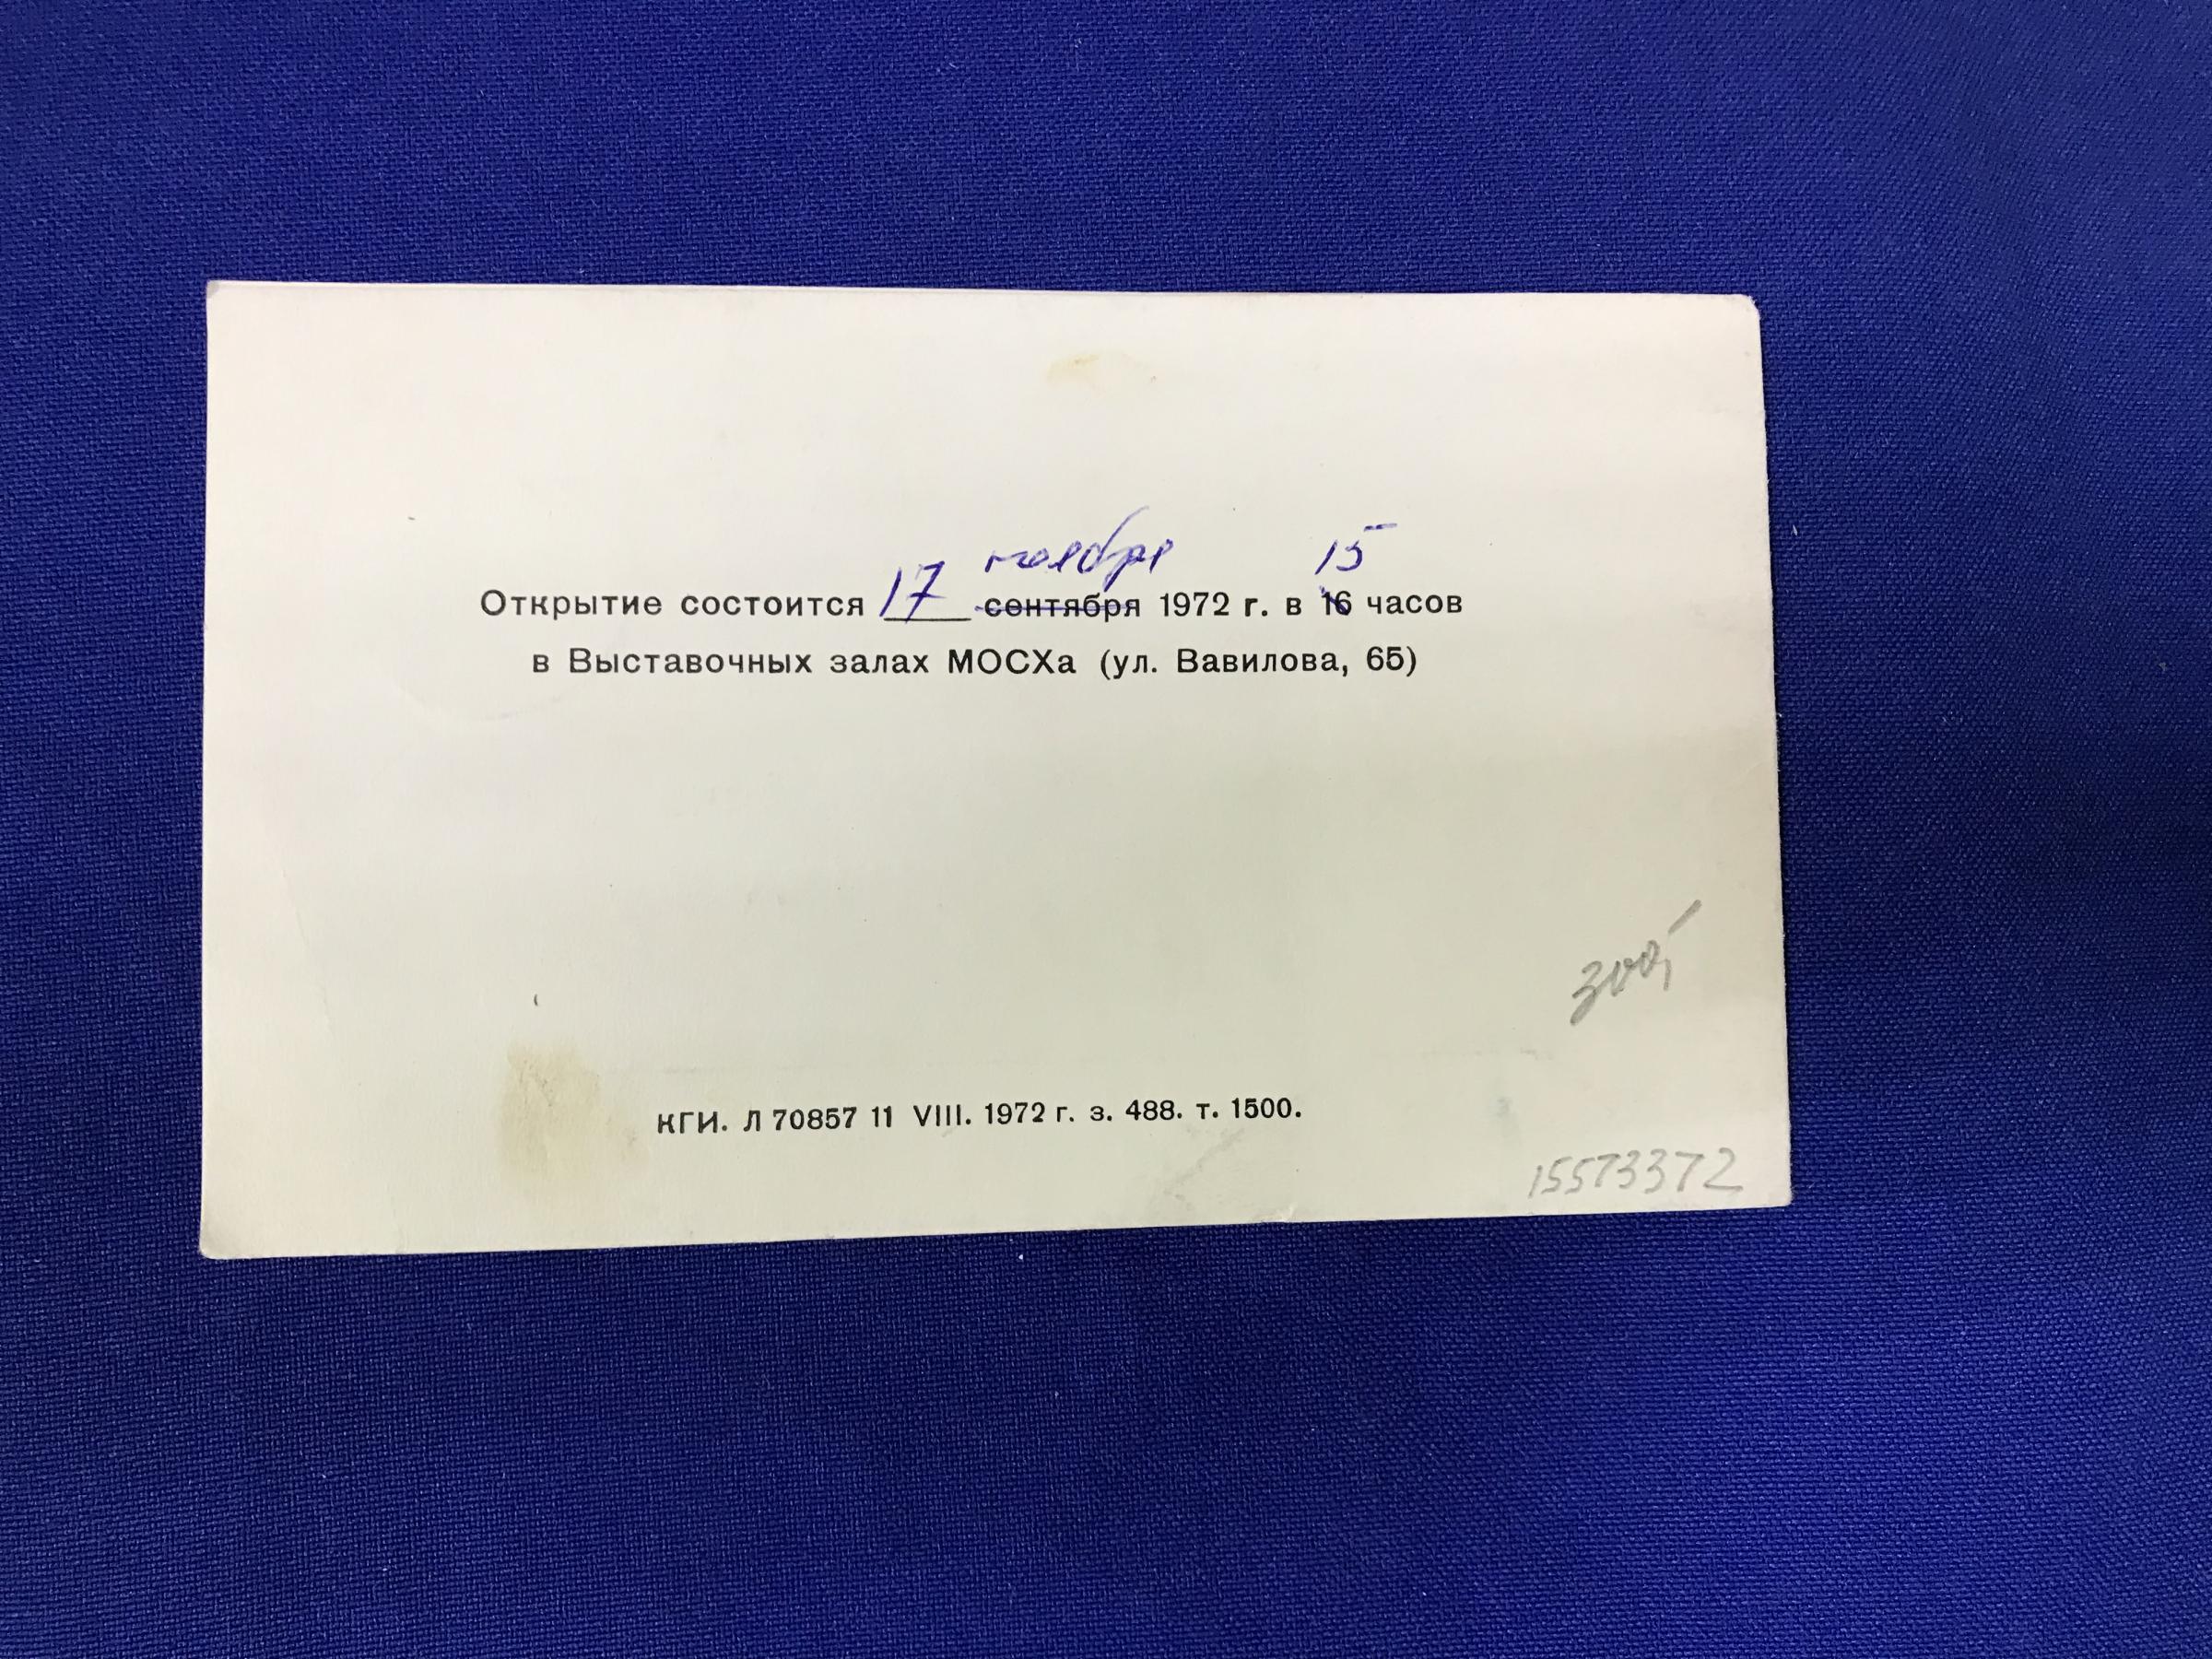 ноября 15
Открытие состоится 17 сентября 1972 г. в 16 часов
в Выставочных залах МОСХа (ул. Вавилова, 65)
КГИ. Л 70857 11 VIII. 1972 г. з. 488. т. 1500.
15573372